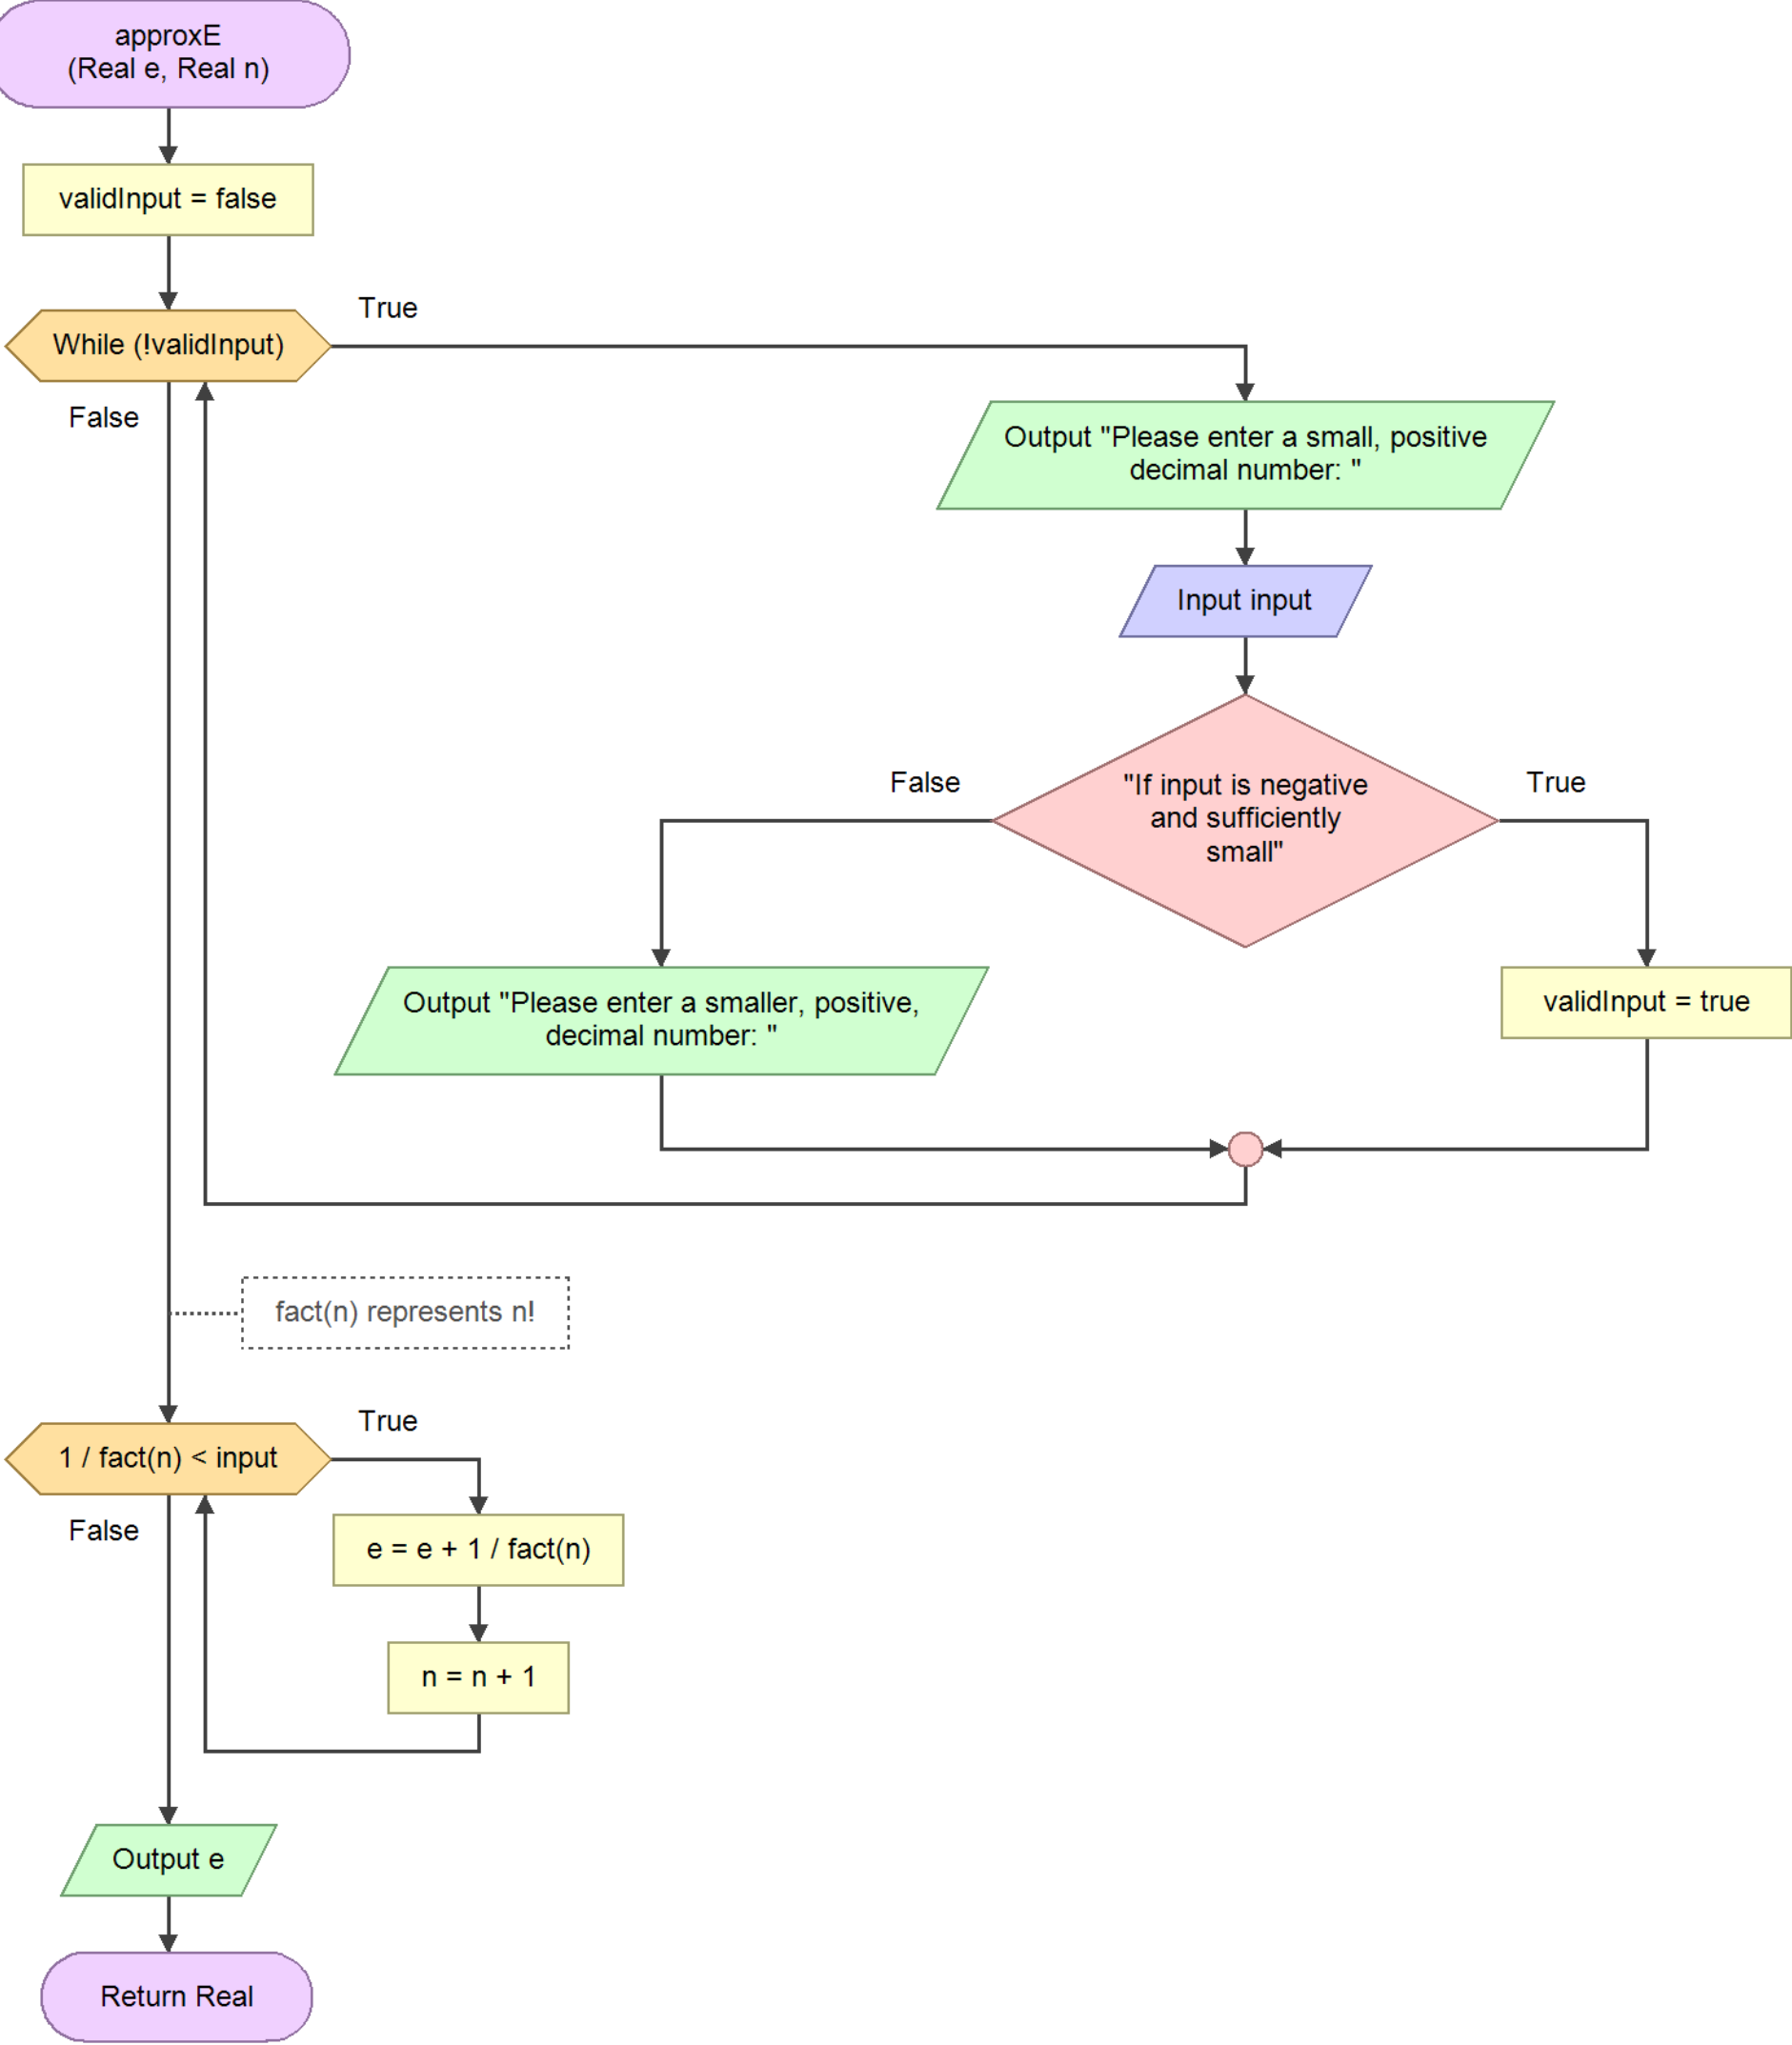 approxE
(Real e, Real n)
validInput = false
While (!validInput)
True
False
Output "Please enter a small, positive
decimal number: "
Input input
"If input is negative
and sufficiently
small"
False
True
Output "Please enter a smaller, positive,
decimal number: "
validInput = true
fact(n) represents n!
1 / fact(n) < input
True
False
e = e + 1 / fact(n)
n = n + 1
Output e
Return Real